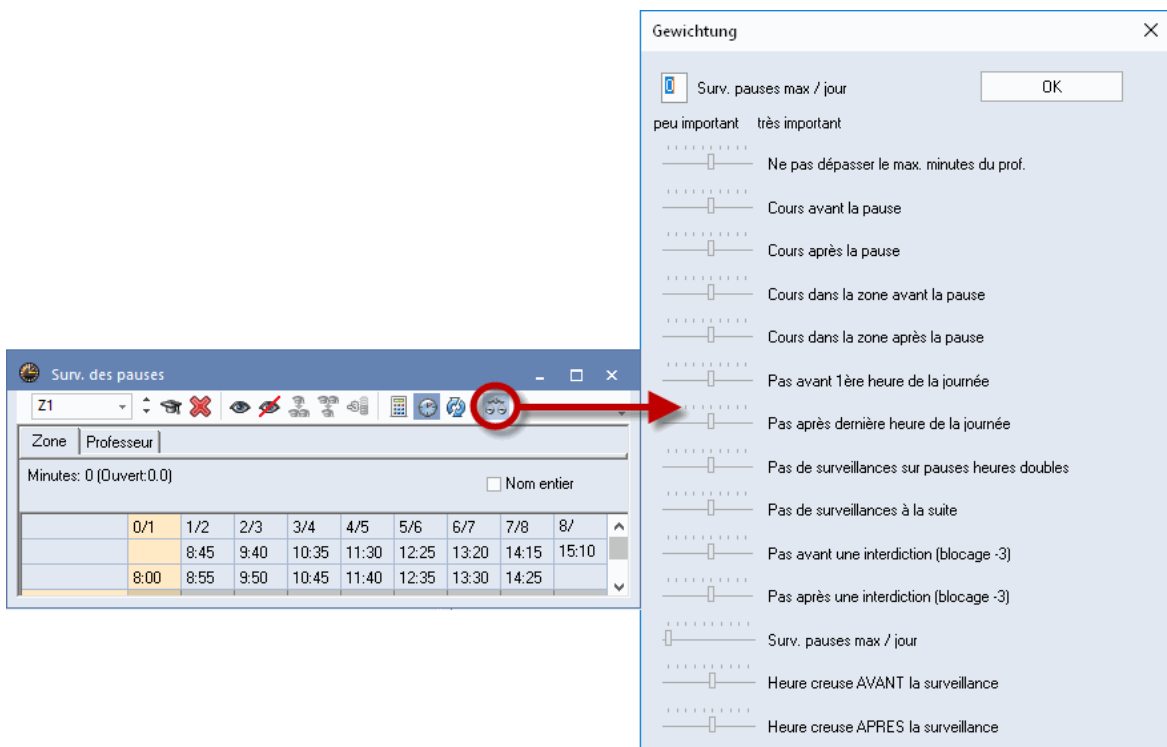 Gewichtung
0 Surv. pauses max / jour OK
peu important très important
Ne pas dépasser le max. minutes du prof.
Cours avant la pause
Cours après la pause
Cours dans la zone avant la pause
Cours dans la zone après la pause
Pas avant 1ère heure de la journée
Pas après dernière heure de la journée
Pas de surveillances sur pauses heures doubles
Pas de surveillances à la suite
Pas avant une interdiction (blocage -3)
Pas après une interdiction (blocage -3)
Surv. pauses max / jour
Heure creuse AVANT la surveillance
Heure creuse APRES la surveillance
Surv. des pauses
Z1
Zone Professeur
Minutes: 0 (Ouvert:0.0) Nom entier
0/1 1/2 2/3 3/4 4/5 5/6 6/7 7/8 8/
8:45 9:40 10:35 11:30 12:25 13:20 14:15 15:10
8:00 8:55 9:50 10:45 11:40 12:35 13:30 14:25